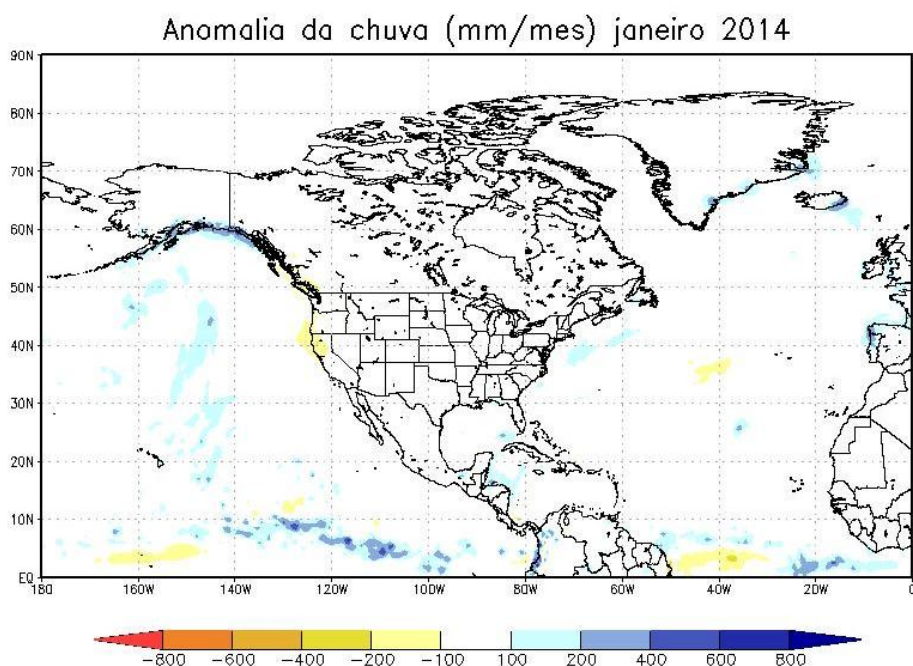 Anomalia da chuva (mm/mes) janeiro 2014
90N
80N
70N
60N
50N
40N
30N
20N
10N
EQ
180 160W 140W 120W 100W 80W 60W 40W 20W 0
-800 -600 -400 -200 -100 100 200 400 600 800